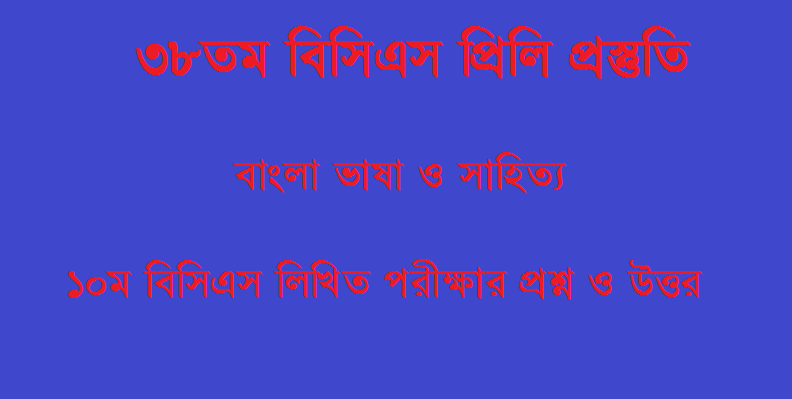 ৩৮তম বিসিএস প্রিলি প্রস্তুতি
বাংলা ভাষা ও সাহিত্য
১০ম বিসিএস লিখিত পরীক্ষার প্রশ্ন ও উত্তর